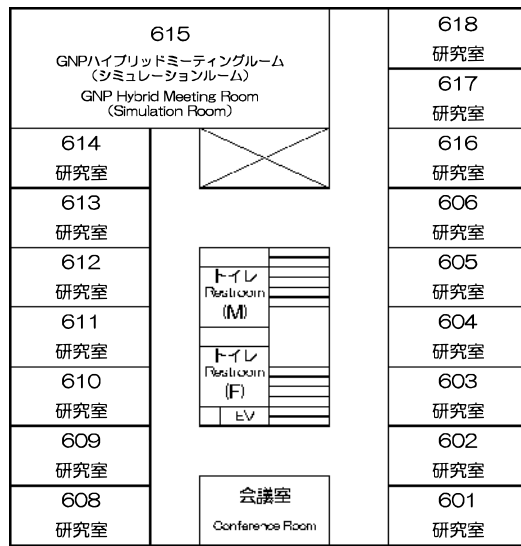 615
GNPハイブリッドミーティングルーム
（シミュレーションルーム）
GNP Hybrid Meeting Room
(Simulation Room)
618
研究室
617
研究室
614
研究室
616
研究室
613
研究室
606
研究室
612
研究室
トイレ
Restroom
(M)
605
研究室
611
研究室
604
研究室
610
研究室
トイレ
Restroom
(F)
EV
603
研究室
609
研究室
602
研究室
608
研究室
会議室
Conference Room
601
研究室